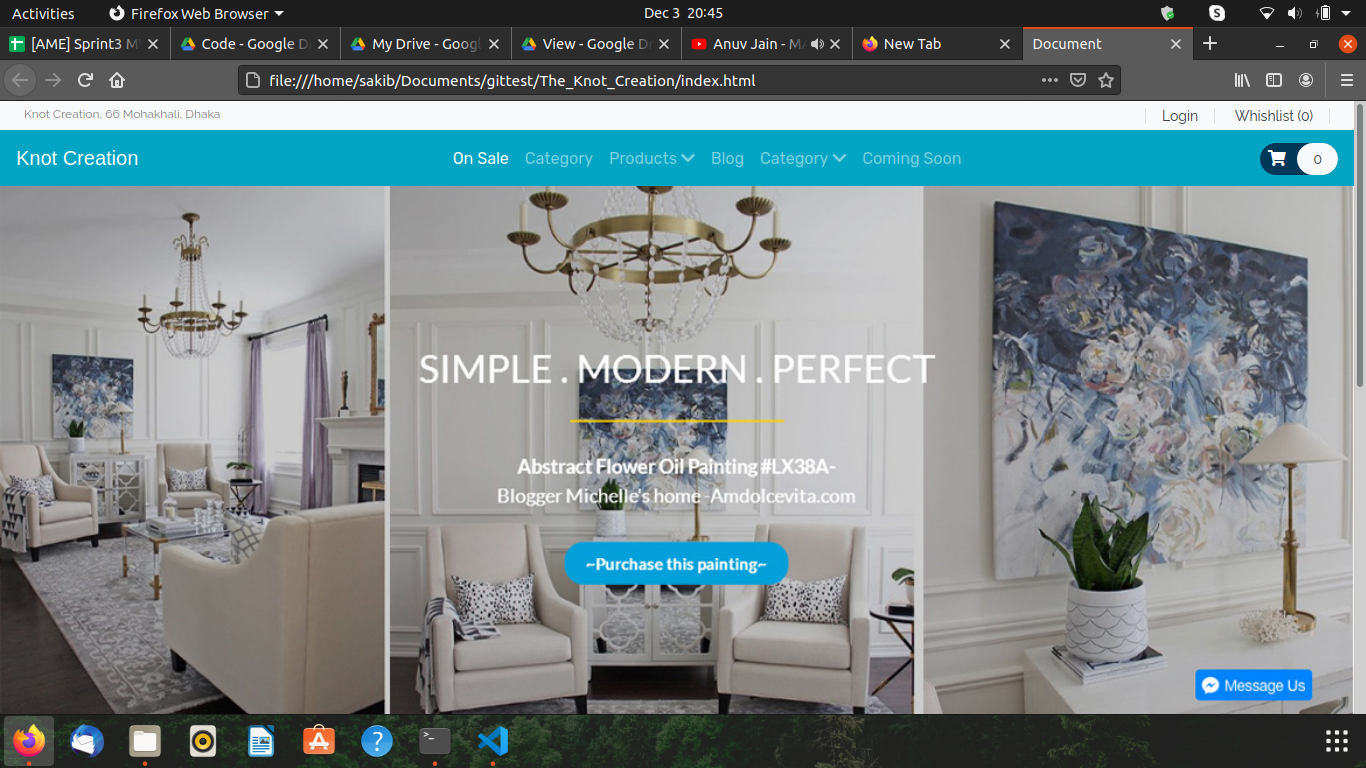 Activities
Firefox Web Browser
Dec 3 20:45
[AME] Sprint3 M
Code - Google D
My Drive - Goog
View - Google D
Anuv Jain - M
New Tab
Document
file:///home/sakib/Documents/gittest/The_Knot_Creation/index.html
Knot Creation, 66 Mohakhali, Dhaka
Login
Whishlist (0)
Knot Creation
On Sale
Category
Products
Blog
Category
Coming Soon
0
SIMPLE . MODERN . PERFECT
Abstract Flower Oil Painting #LX38A-
Blogger Michelle's home -Amdolcevita.com
~Purchase this painting~
Message Us